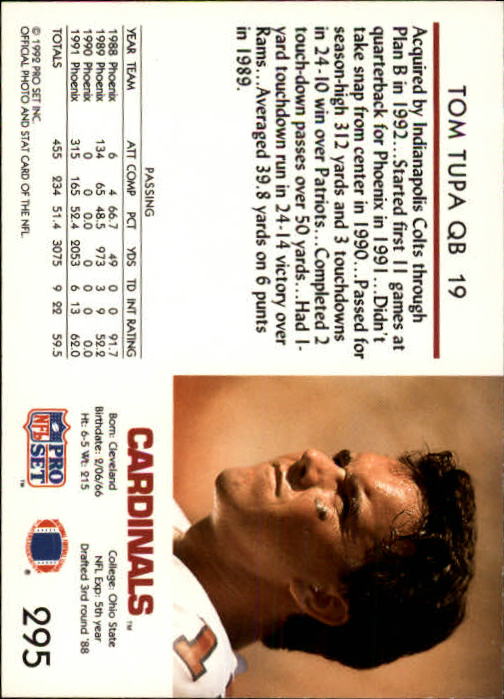 TOM TUPA QB 19
Acquired by Indianapolis Colts through
Plan B in 1992...Started first 11 games at
quarterback for Phoenix in 1991...Didn't
take snap from center in 1990...Passed for
season-high 312 yards and 3 touchdowns
in 24-10 win over Patriots...Completed 2
touch-down passes over 50 yards...Had 1-
yard touchdown run in 24-14 victory over
Rams...Averaged 39.8 yards on 6 punts
in 1989.
PASSING
YEAR TEAM ATT COMP PCT YDS TD INT RATING
1988 Phoenix 6 4 66.7 49 0 0 91.7
1989 Phoenix 134 65 48.5 973 3 9 52.2
1990 Phoenix 0 0 0.0 0 0 0 0.0
1991 Phoenix 315 165 52.4 2053 6 13 62.0
TOTALS 455 234 51.4 3075 9 22 59.5
© 1992 PRO SET INC.
OFFICIAL PHOTO AND STAT CARD OF THE NFL
1
CARDINALS™
Born: Cleveland College: Ohio State
Birthdate: 2/06/66 NFL Exp: 5th year
Ht: 6-5 Wt: 215 Drafted 3rd round '88
PRO
NFL
SET™
®
295